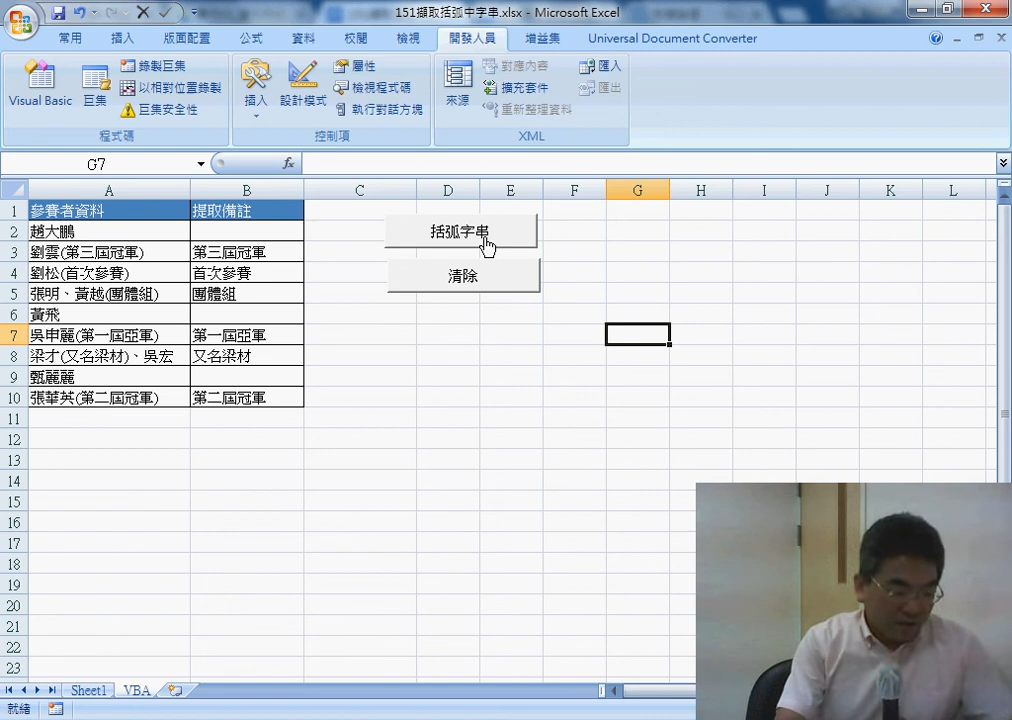 151擷取括弧中字串.xlsx - Microsoft Excel
常用 插入 版面配置 公式 資料 校閱 檢視 開發人員 增益集 Universal Document Converter
Visual Basic 巨集 錄製巨集 以相對位置錄製 巨集安全性 程式碼
插入 設計模式 屬性 檢視程式碼 執行對話方塊 控制項
來源 對應內容 擴充套件 重新整理資料 匯入 匯出 XML
G7 fx
A B C D E F G H I J K L
1 參賽者資料 提取備註
2 趙大鵬
3 劉雲(第三屆冠軍) 第三屆冠軍
4 劉松(首次參賽) 首次參賽
5 張明、黃越(團體組) 團體組
6 黃飛
7 吳申麗(第一屆亞軍) 第一屆亞軍
8 梁才(又名梁材)、吳宏 又名梁材
9 甄麗麗
10 張華英(第二屆冠軍) 第二屆冠軍
括弧字串
清除
11
12
13
14
15
16
17
18
19
20
21
22
23
Sheet1 VBA
就緒